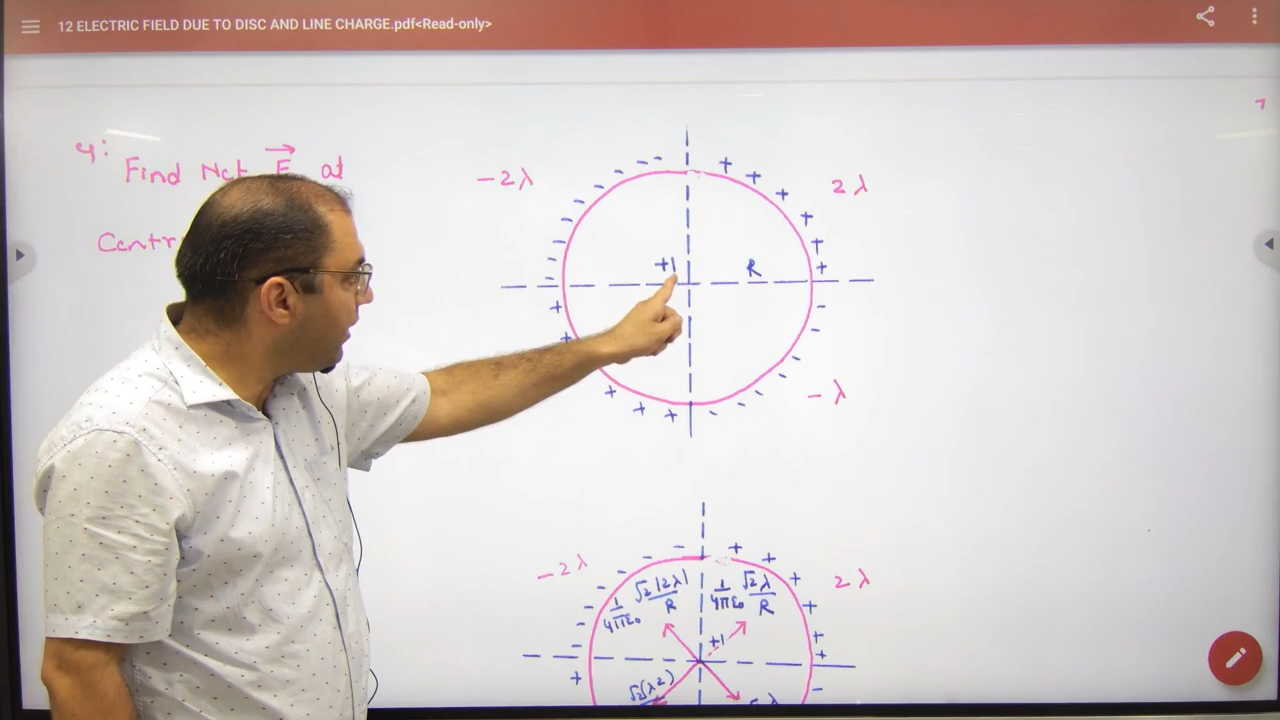 12 ELECTRIC FIELD DUE TO DISC AND LINE CHARGE.pdf<Read-only>
7
4:
Find Net E at
-2λ
2λ
+1
R
-λ
-2λ
2λ
1/4πε₀ √2(2λ)/R
1/4πε₀ √2λ/R
+1
√2(λ²)